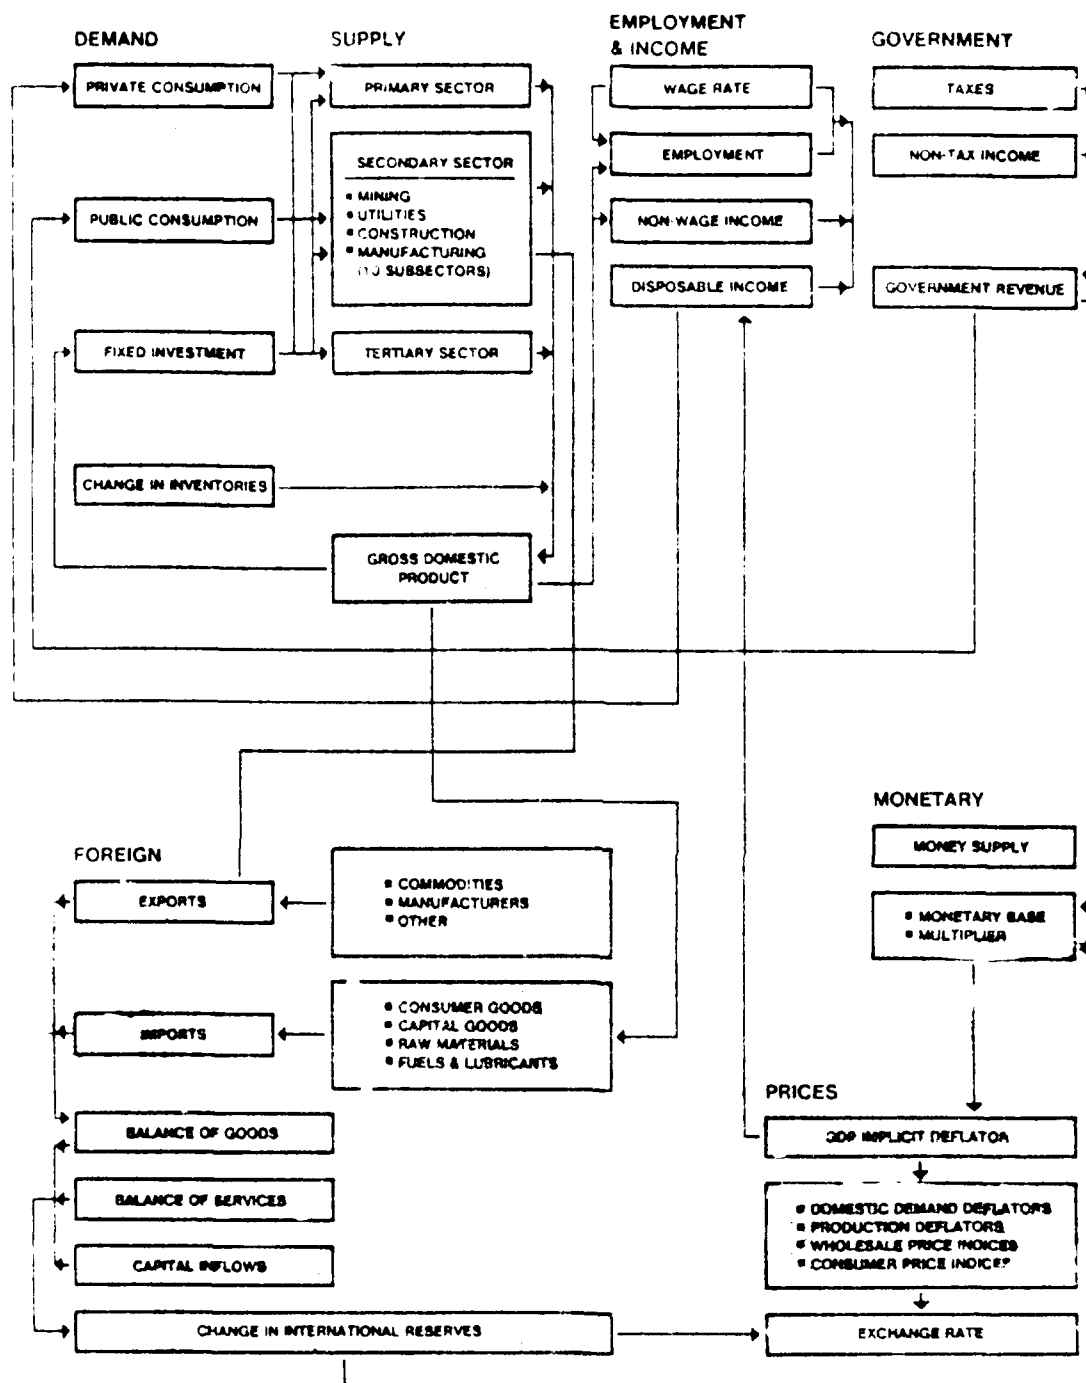 DEMAND
PRIVATE CONSUMPTION
PUBLIC CONSUMPTION
FIXED INVESTMENT
CHANGE IN INVENTORIES
SUPPLY
PRIMARY SECTOR
SECONDARY SECTOR
▪ MINING
▪ UTILITIES
▪ CONSTRUCTION
▪ MANUFACTURING
(10 SUBSECTORS)
TERTIARY SECTOR
GROSS DOMESTIC
PRODUCT
EMPLOYMENT
& INCOME
WAGE RATE
EMPLOYMENT
NON-WAGE INCOME
DISPOSABLE INCOME
GOVERNMENT
TAXES
NON-TAX INCOME
GOVERNMENT REVENUE
FOREIGN
EXPORTS
▪ COMMODITIES
▪ MANUFACTURERS
▪ OTHER
IMPORTS
▪ CONSUMER GOODS
▪ CAPITAL GOODS
▪ RAW MATERIALS
▪ FUELS & LUBRICANTS
BALANCE OF GOODS
BALANCE OF SERVICES
CAPITAL INFLOWS
CHANGE IN INTERNATIONAL RESERVES
MONETARY
MONEY SUPPLY
▪ MONETARY BASE
▪ MULTIPLIER
PRICES
GDP IMPLICIT DEFLATOR
▪ DOMESTIC DEMAND DEFLATORS
▪ PRODUCTION DEFLATORS
▪ WHOLESALE PRICE INDICES
▪ CONSUMER PRICE INDICES
EXCHANGE RATE